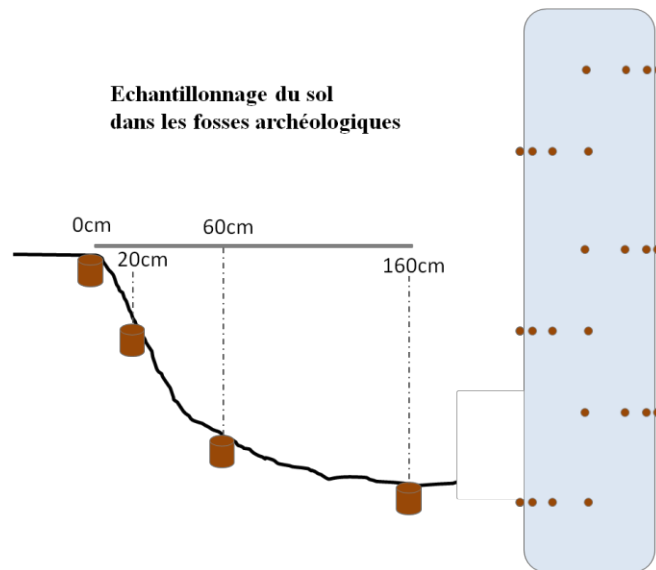 Echantillonnage du sol
dans les fosses archéologiques
0cm
60cm
20cm
160cm